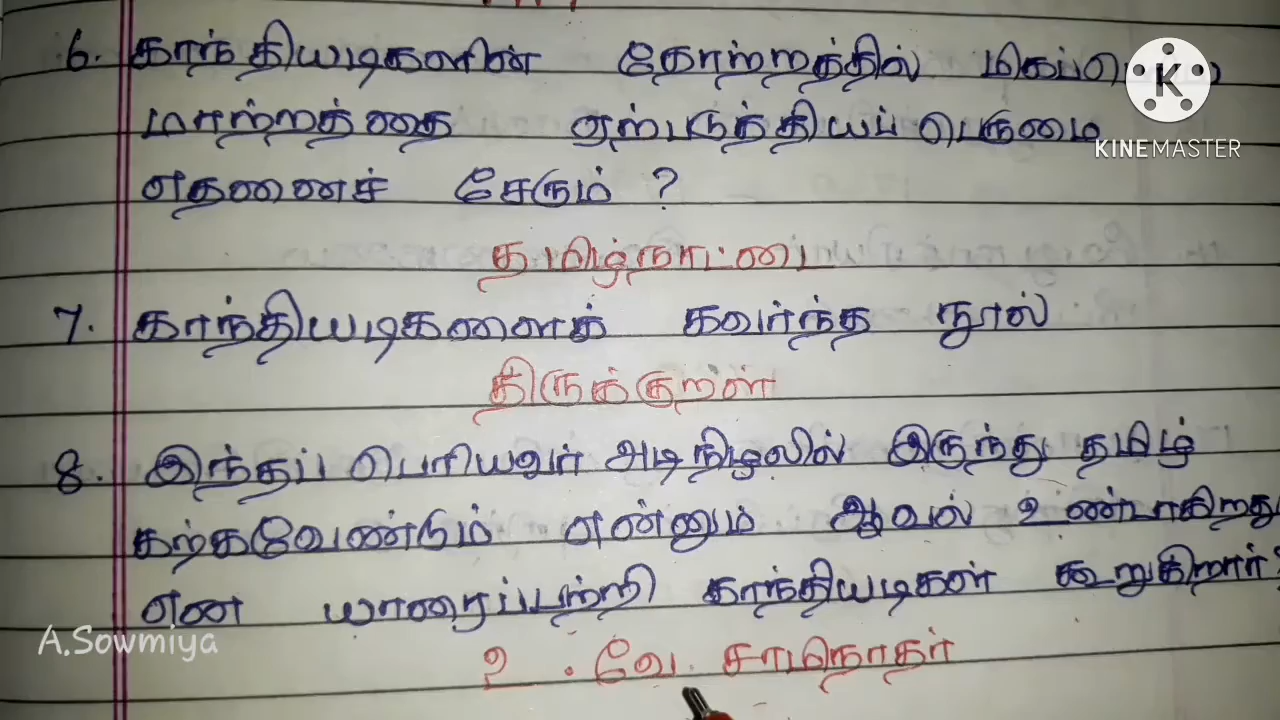 6. காந்தியடிகளின் தோற்றத்தில்
மாற்றத்தை ஏற்படுத்தியப் பெருமை
எதனைச் சேரும் ?
தமிழ்நாட்டை
7. காந்தியடிகளைக் கவர்ந்த நூல்
திருக்குறள்
8. இந்தப் பெரியவர் அடிநிழலில் இருந்து தமிழ்
கற்கவேண்டும் என்னும் ஆவல் உண்டாகிறது
என யாரைப்பற்றி காந்தியடிகள் கூறுகிறார்?
உ . வே. சாமிநாதர்
K
KINEMASTER
A.Sowmiya